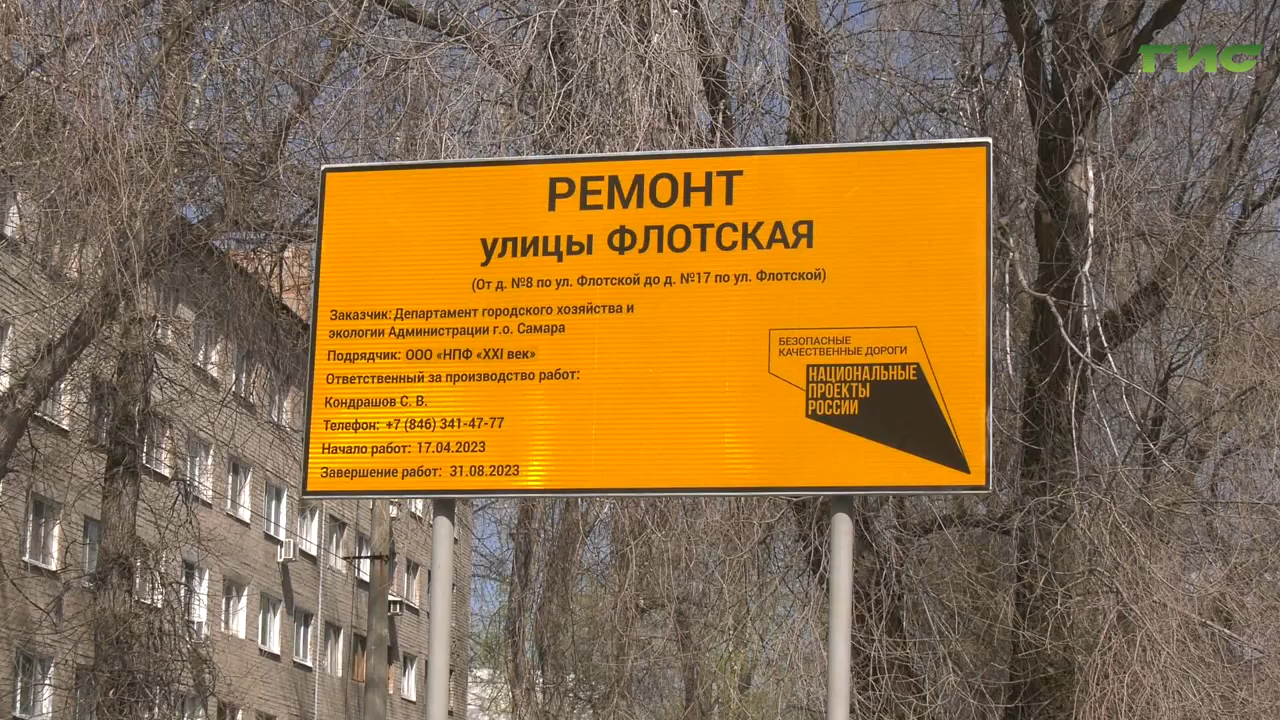 ГИС
РЕМОНТ
улицы ФЛОТСКАЯ
(От д. №8 по ул. Флотской до д. №17 по ул. Флотской)
Заказчик: Департамент городского хозяйства и
экологии Администрации г.о. Самара
Подрядчик: ООО «НПФ «XXI век»
Ответственный за производство работ:
Кондрашов С. В.
Телефон: +7 (846) 341-47-77
Начало работ: 17.04.2023
Завершение работ: 31.08.2023
БЕЗОПАСНЫЕ
КАЧЕСТВЕННЫЕ ДОРОГИ
НАЦИОНАЛЬНЫЕ
ПРОЕКТЫ
РОССИИ